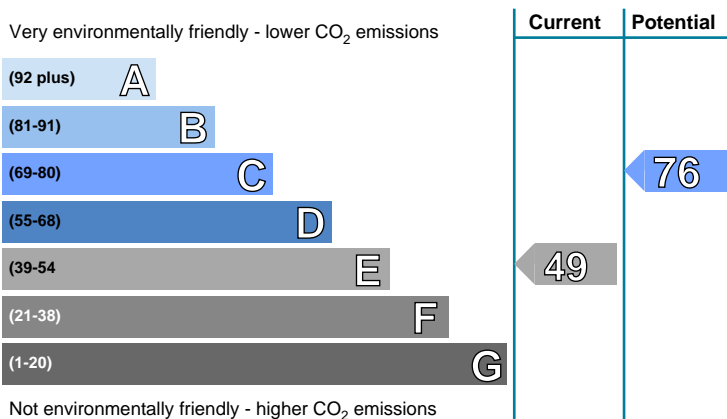 Very environmentally friendly - lower CO2 emissions
Current
Potential
(92 plus) A
(81-91) B
(69-80) C
76
(55-68) D
(39-54 E
49
(21-38) F
(1-20) G
Not environmentally friendly - higher CO2 emissions